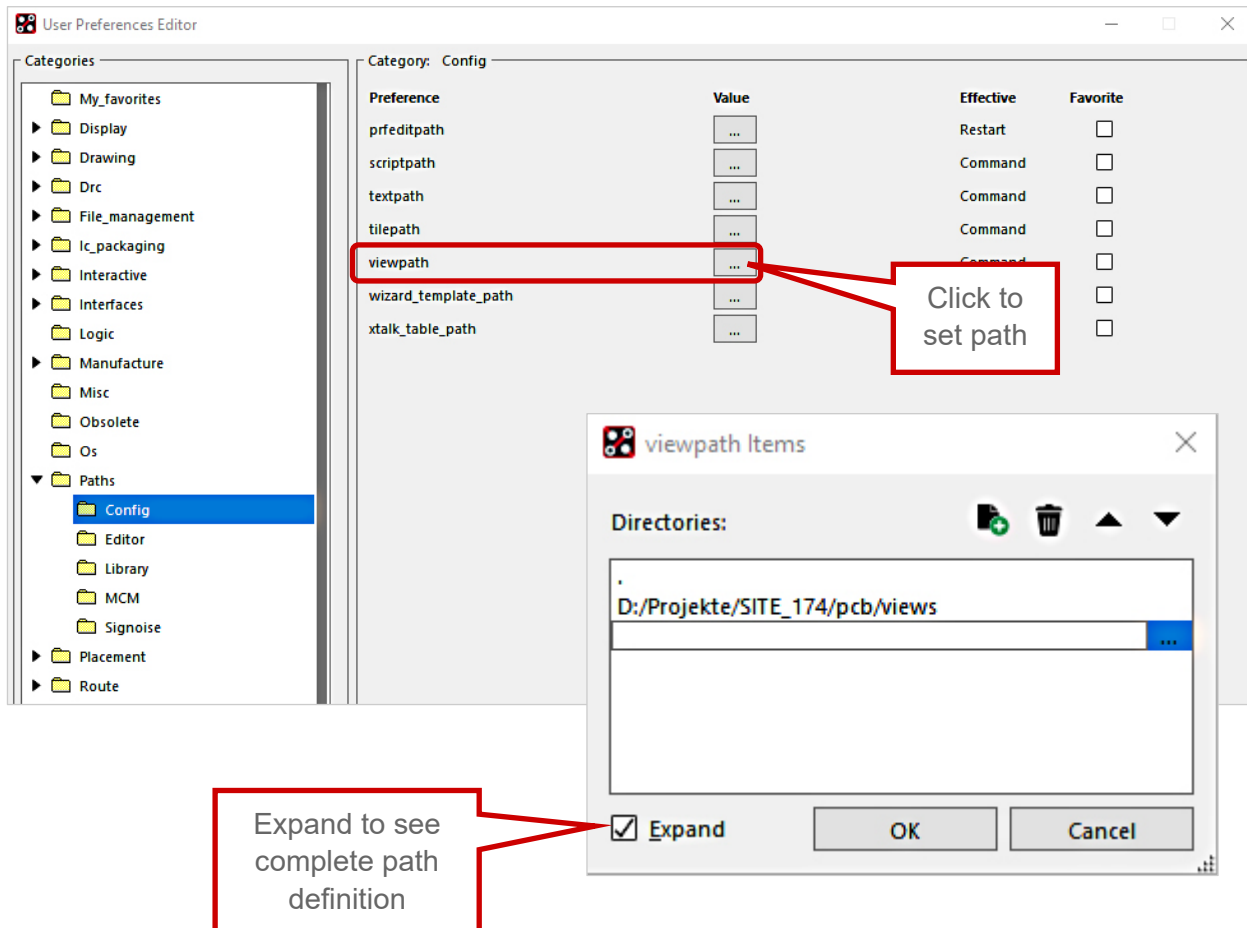 User Preferences Editor
Categories
My_favorites
Display
Drawing
Drc
File_management
Ic_packaging
Interactive
Interfaces
Logic
Manufacture
Misc
Obsolete
Os
Paths
Config
Editor
Library
MCM
Signoise
Placement
Route
Category: Config
Preference Value Effective Favorite
prfeditpath ... Restart
scriptpath ... Command
textpath ... Command
tilepath ... Command
viewpath ... Command
wizard_template_path ...
xtalk_table_path ...
Click to
set path
viewpath Items
Directories:
.
D:/Projekte/SITE_174/pcb/views
...
Expand
OK
Cancel
Expand to see
complete path
definition